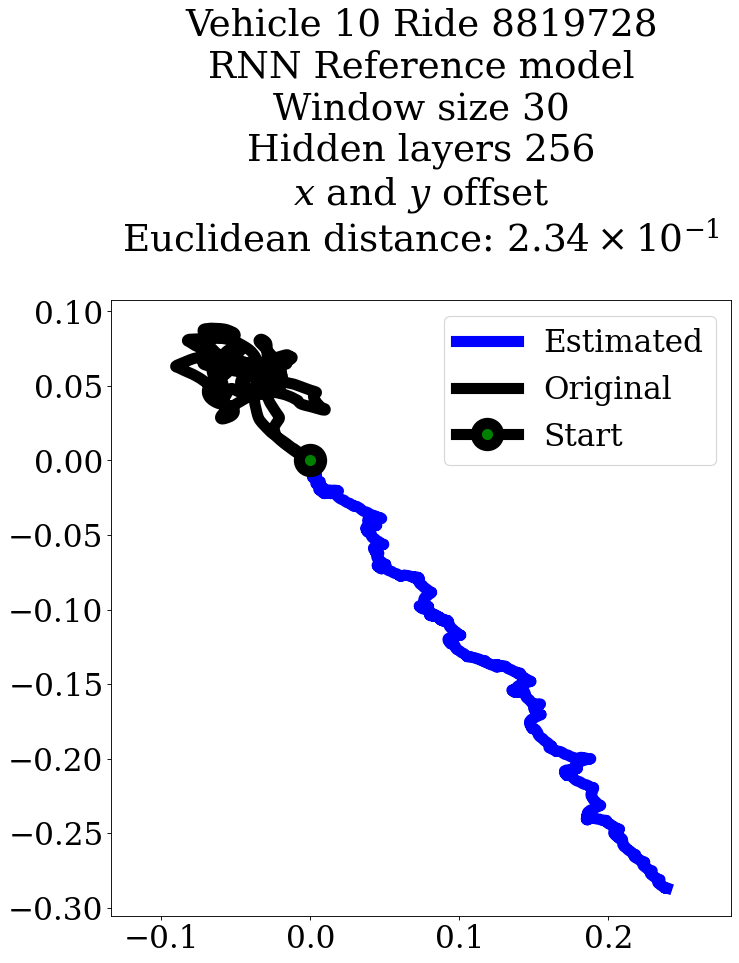 Vehicle 10 Ride 8819728
RNN Reference model
Window size 30
Hidden layers 256
x and y offset
Euclidean distance: 2.34 × 10⁻¹
0.10
0.05
0.00
−0.05
−0.10
−0.15
−0.20
−0.25
−0.30
Estimated
Original
Start
−0.1 0.0 0.1 0.2